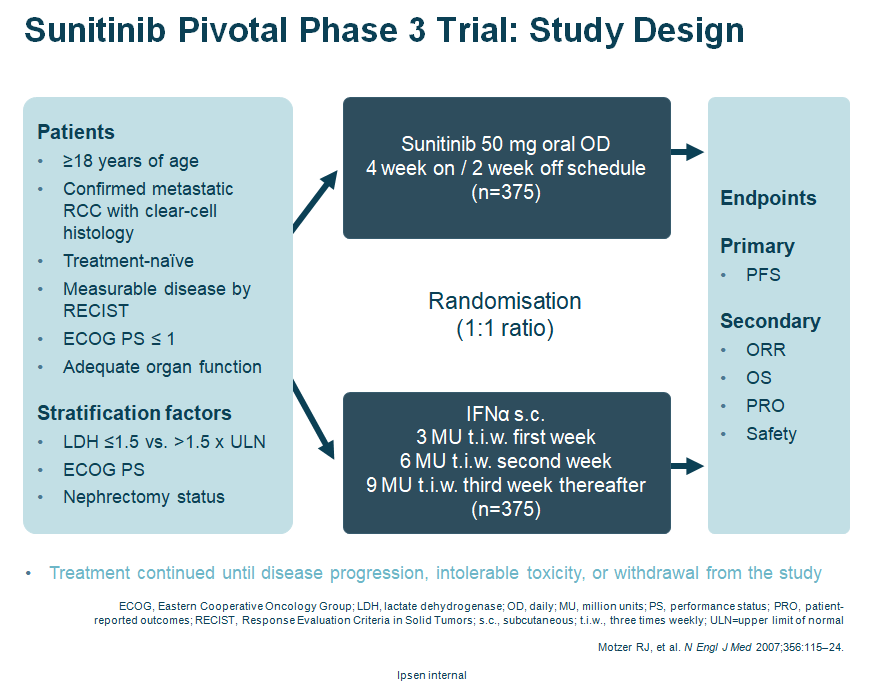 Sunitinib Pivotal Phase 3 Trial: Study Design
Patients
• ≥18 years of age
• Confirmed metastatic
RCC with clear-cell
histology
• Treatment-naïve
• Measurable disease by
RECIST
• ECOG PS ≤ 1
• Adequate organ function
Stratification factors
• LDH ≤1.5 vs. >1.5 x ULN
• ECOG PS
• Nephrectomy status
Sunitinib 50 mg oral OD
4 week on / 2 week off schedule
(n=375)
Randomisation
(1:1 ratio)
IFNα s.c.
3 MU t.i.w. first week
6 MU t.i.w. second week
9 MU t.i.w. third week thereafter
(n=375)
Endpoints
Primary
• PFS
Secondary
• ORR
• OS
• PRO
• Safety
• Treatment continued until disease progression, intolerable toxicity, or withdrawal from the study
ECOG, Eastern Cooperative Oncology Group; LDH, lactate dehydrogenase; OD, daily; MU, million units; PS, performance status; PRO, patient-
reported outcomes; RECIST, Response Evaluation Criteria in Solid Tumors; s.c., subcutaneous; t.i.w., three times weekly; ULN=upper limit of normal
Motzer RJ, et al. N Engl J Med 2007;356:115–24.
Ipsen internal